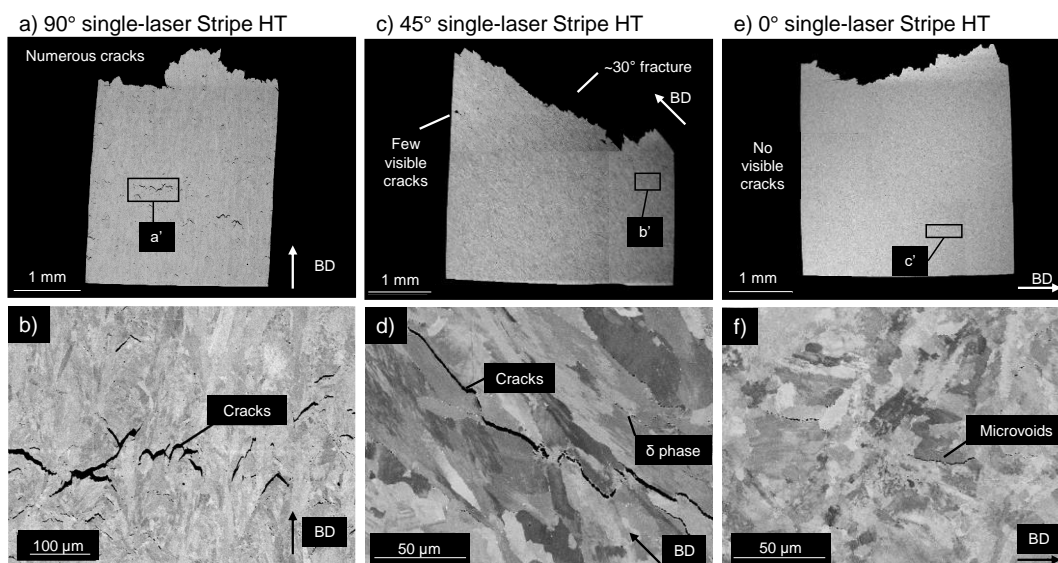 a) 90° single-laser Stripe HT
Numerous cracks
a’
1 mm
BD
c) 45° single-laser Stripe HT
~30° fracture
BD
Few
visible
cracks
b’
1 mm
e) 0° single-laser Stripe HT
No
visible
cracks
c’
1 mm
BD
b)
Cracks
100 µm
BD
d)
Cracks
δ phase
50 µm
BD
f)
Microvoids
50 µm
BD